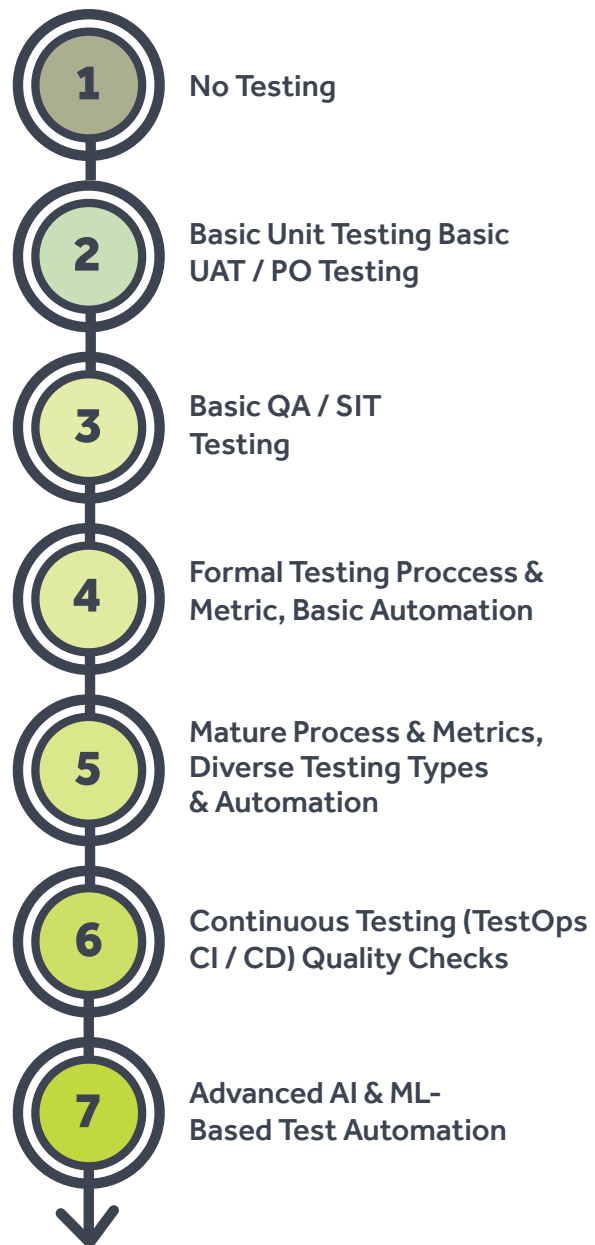 1
No Testing
2
Basic Unit Testing Basic
UAT / PO Testing
3
Basic QA / SIT
Testing
4
Formal Testing Proccess &
Metric, Basic Automation
5
Mature Process & Metrics,
Diverse Testing Types
& Automation
6
Continuous Testing (TestOps
CI / CD) Quality Checks
7
Advanced AI & ML-
Based Test Automation